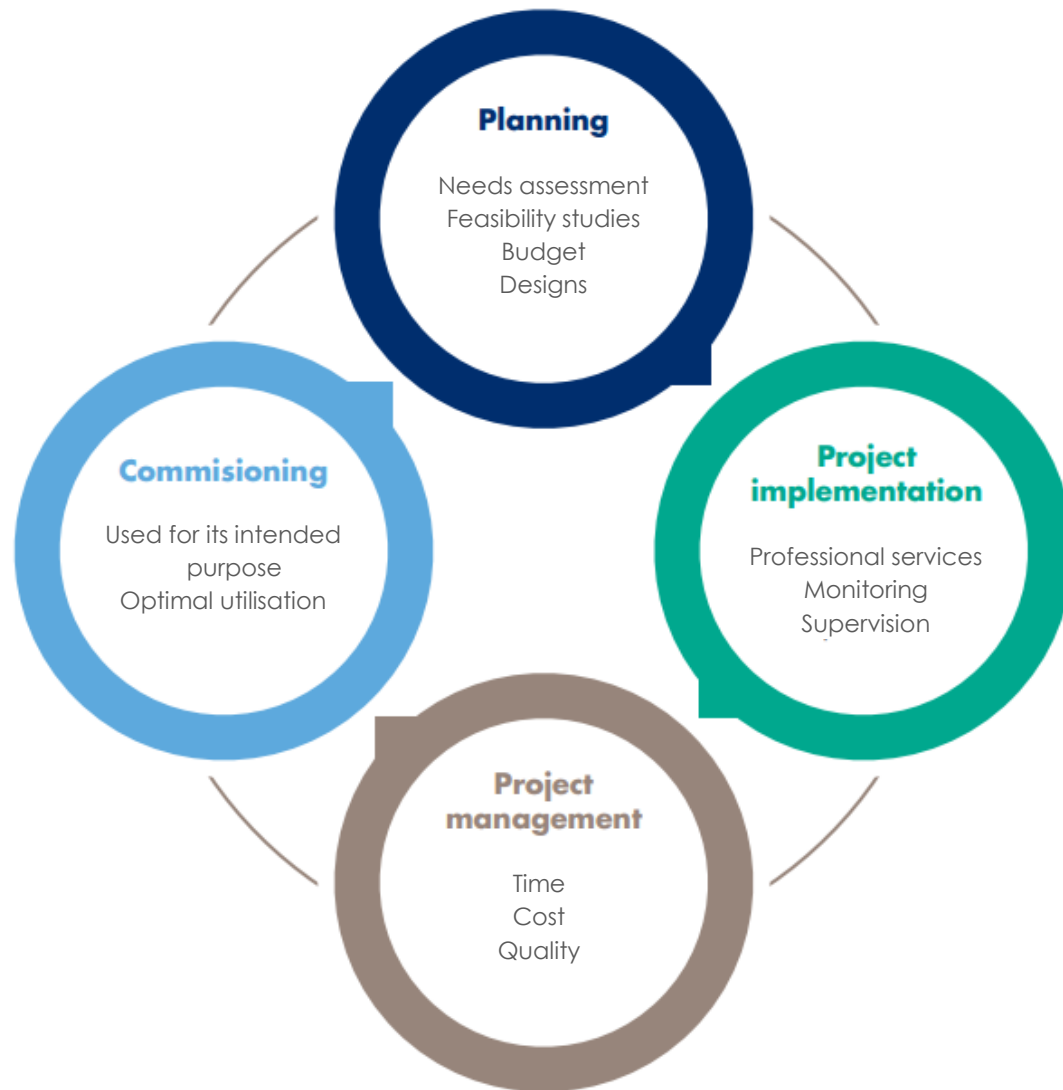 Planning
Needs assessment
Feasibility studies
Budget
Designs
Project
implementation
Professional services
Monitoring
Supervision
Project
management
Time
Cost
Quality
Commisioning
Used for its intended
purpose
Optimal utilisation